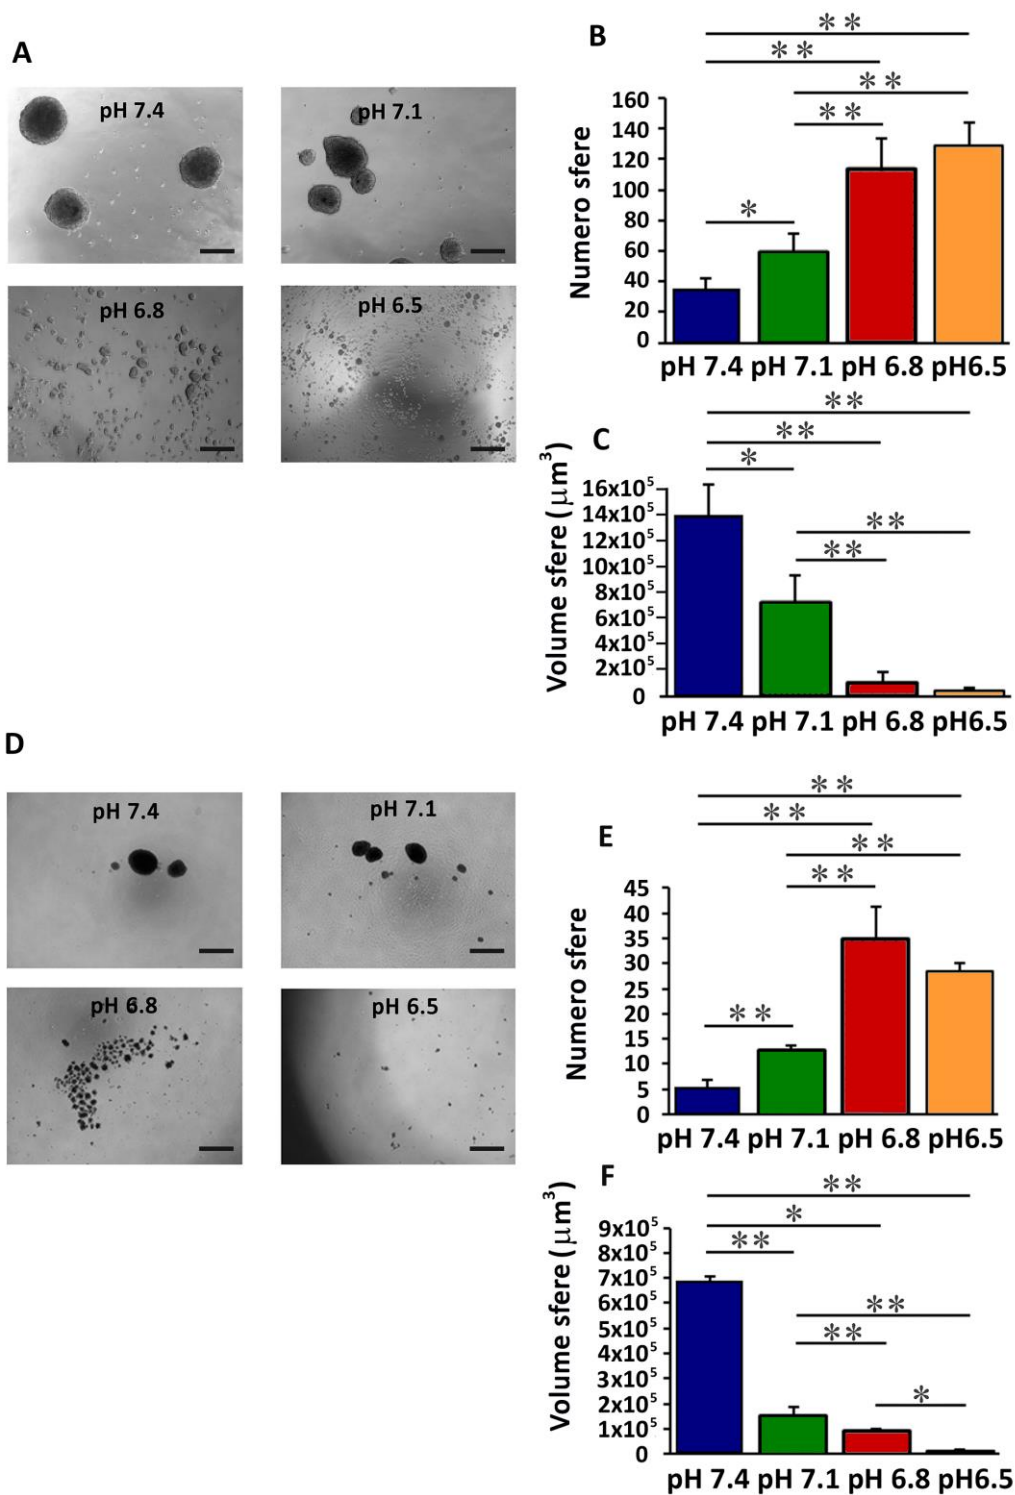 A
pH 7.4
pH 7.1
pH 6.8
pH 6.5
B
**
**
**
**
*
Numero sfere
160
140
120
100
80
60
40
20
0
pH 7.4 pH 7.1 pH 6.8 pH6.5
C
**
**
*
**
**
Volume sfere (µm³)
16x10⁵
14x10⁵
12x10⁵
10x10⁵
8x10⁵
6x10⁵
4x10⁵
2x10⁵
0
pH 7.4 pH 7.1 pH 6.8 pH6.5
D
pH 7.4
pH 7.1
pH 6.8
pH 6.5
E
**
**
**
**
**
Numero sfere
45
40
35
30
25
20
15
10
5
0
pH 7.4 pH 7.1 pH 6.8 pH6.5
F
**
*
**
**
**
*
Volume sfere (µm³)
9x10⁵
8x10⁵
7x10⁵
6x10⁵
5x10⁵
4x10⁵
3x10⁵
2x10⁵
1x10⁵
0
pH 7.4 pH 7.1 pH 6.8 pH6.5